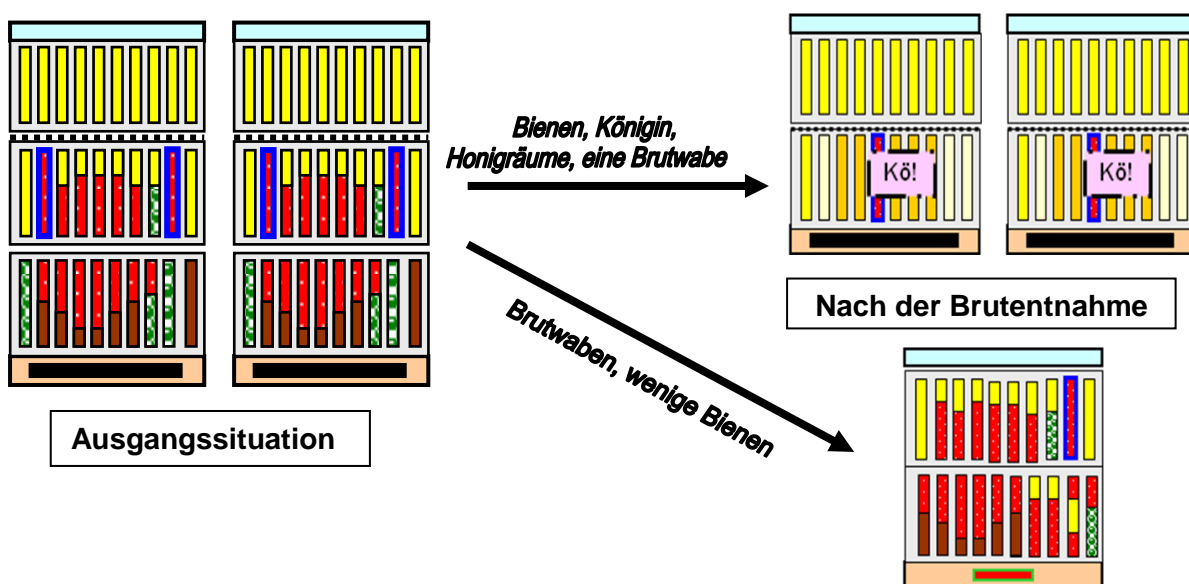 Bienen, Königin,
Honigräume, eine Brutwabe
Kö!
Kö!
Nach der Brutentnahme
Brutwaben, wenige Bienen
Ausgangssituation